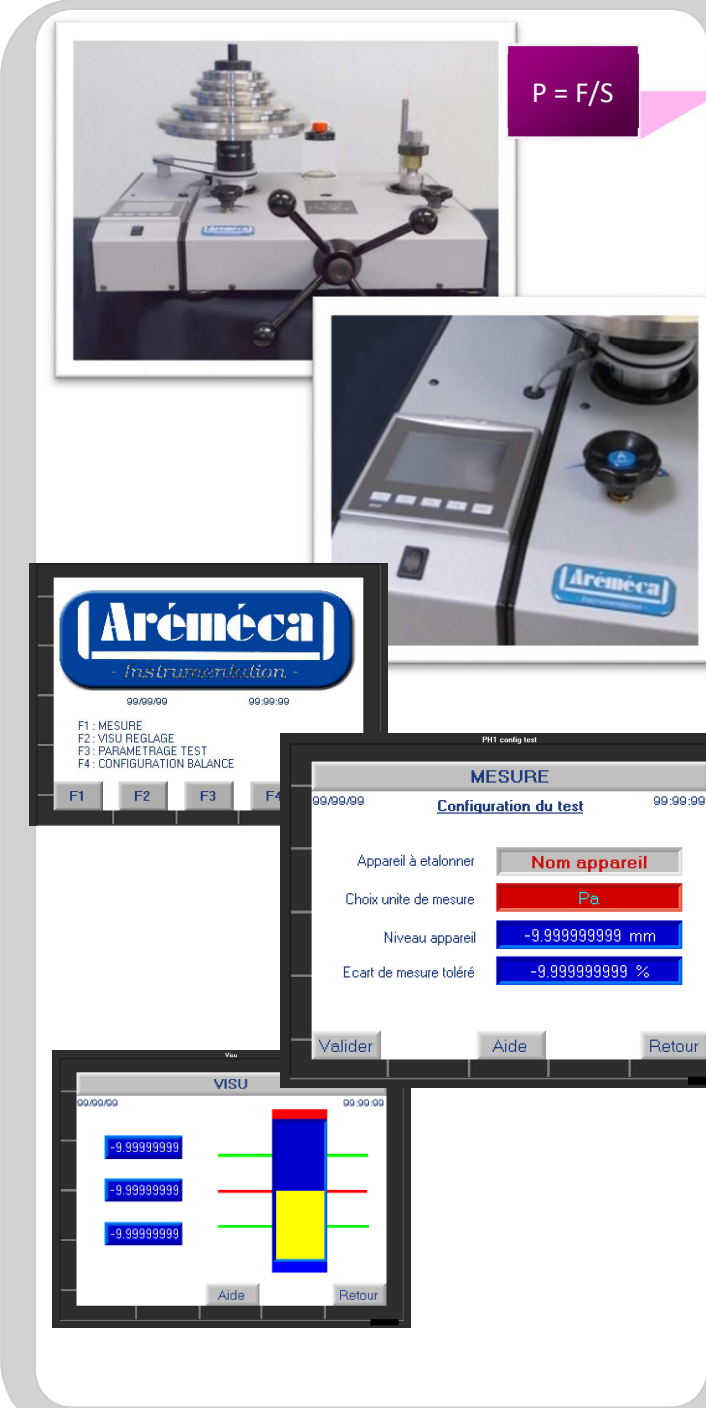 P = F/S
Arémeca
Arémeca
Arémeca
- Instrumentation -
99/99/99 99:99:99
F1 : MESURE
F2 : VISU REGLAGE
F3 : PARAMETRAGE TEST
F4 : CONFIGURATION BALANCE
F1 F2 F3 F4
PH1 config test
MESURE
99/99/99 Configuration du test 99:99:99
Appareil à etalonner Nom appareil
Choix unite de mesure Pa
Niveau appareil -9.999999999 mm
Ecart de mesure toléré -9.999999999 %
Valider Aide Retour
Visu
VISU
99/99/99 99:99:99
-9.99999999
-9.99999999
-9.99999999
Aide Retour